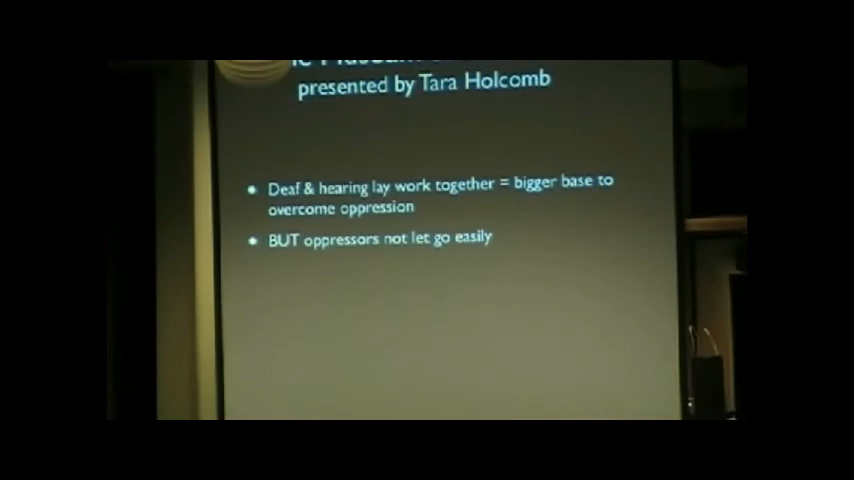 presented by Tara Holcomb
• Deaf & hearing lay work together = bigger base to
overcome oppression
• BUT oppressors not let go easily